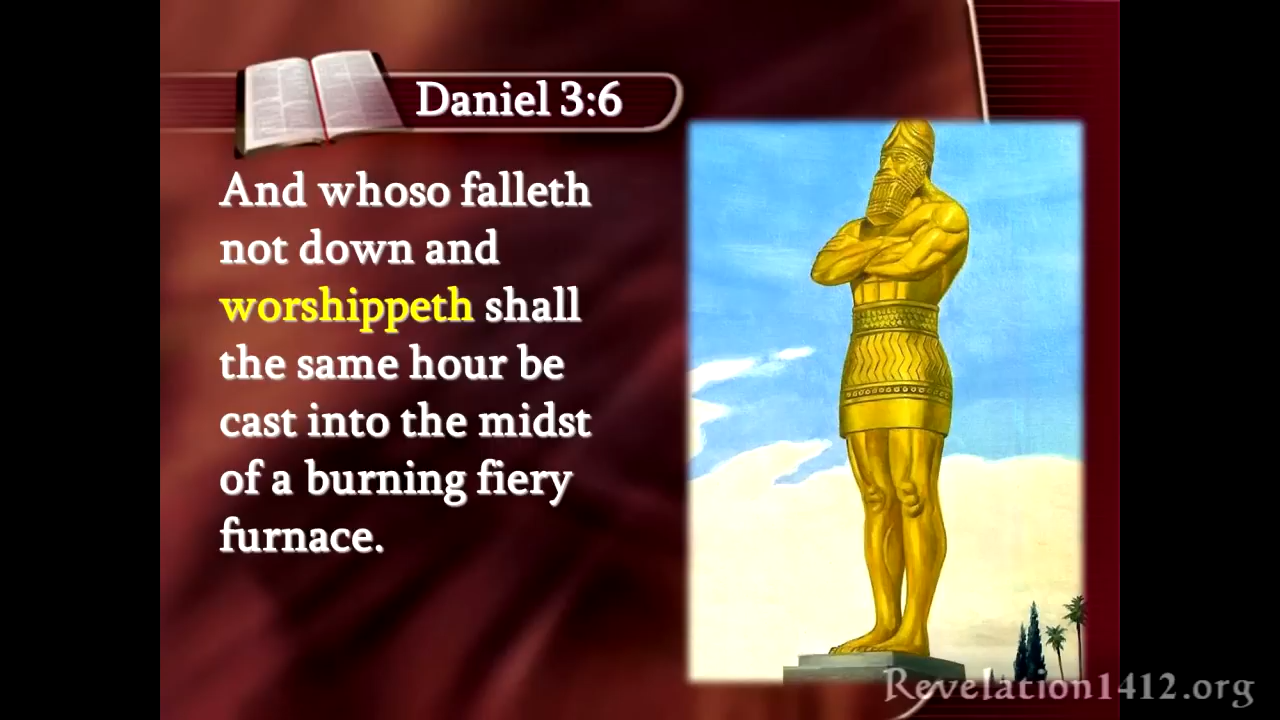 Daniel 3:6
And whoso falleth
not down and
worshippeth shall
the same hour be
cast into the midst
of a burning fiery
furnace.
Revelation1412.org